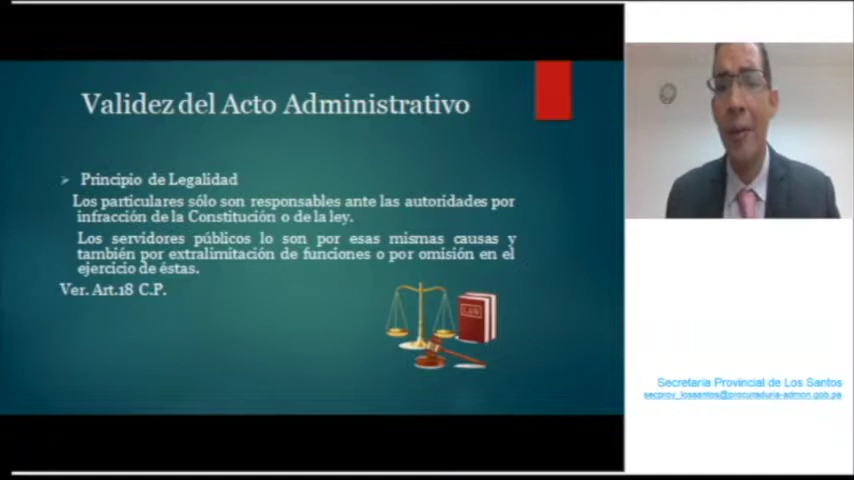 Validez del Acto Administrativo
Principio de Legalidad
Los particulares sólo son responsables ante las autoridades por
infracción de la Constitución o de la ley.
Los servidores públicos lo son por esas mismas causas y
también por extralimitación de funciones o por omisión en el
ejercicio de éstas.
Ver. Art.18 C.P.
LAW
Secretaria Provincial de Los Santos
secprov_lossantos@procuraduria-admon.gob.pa